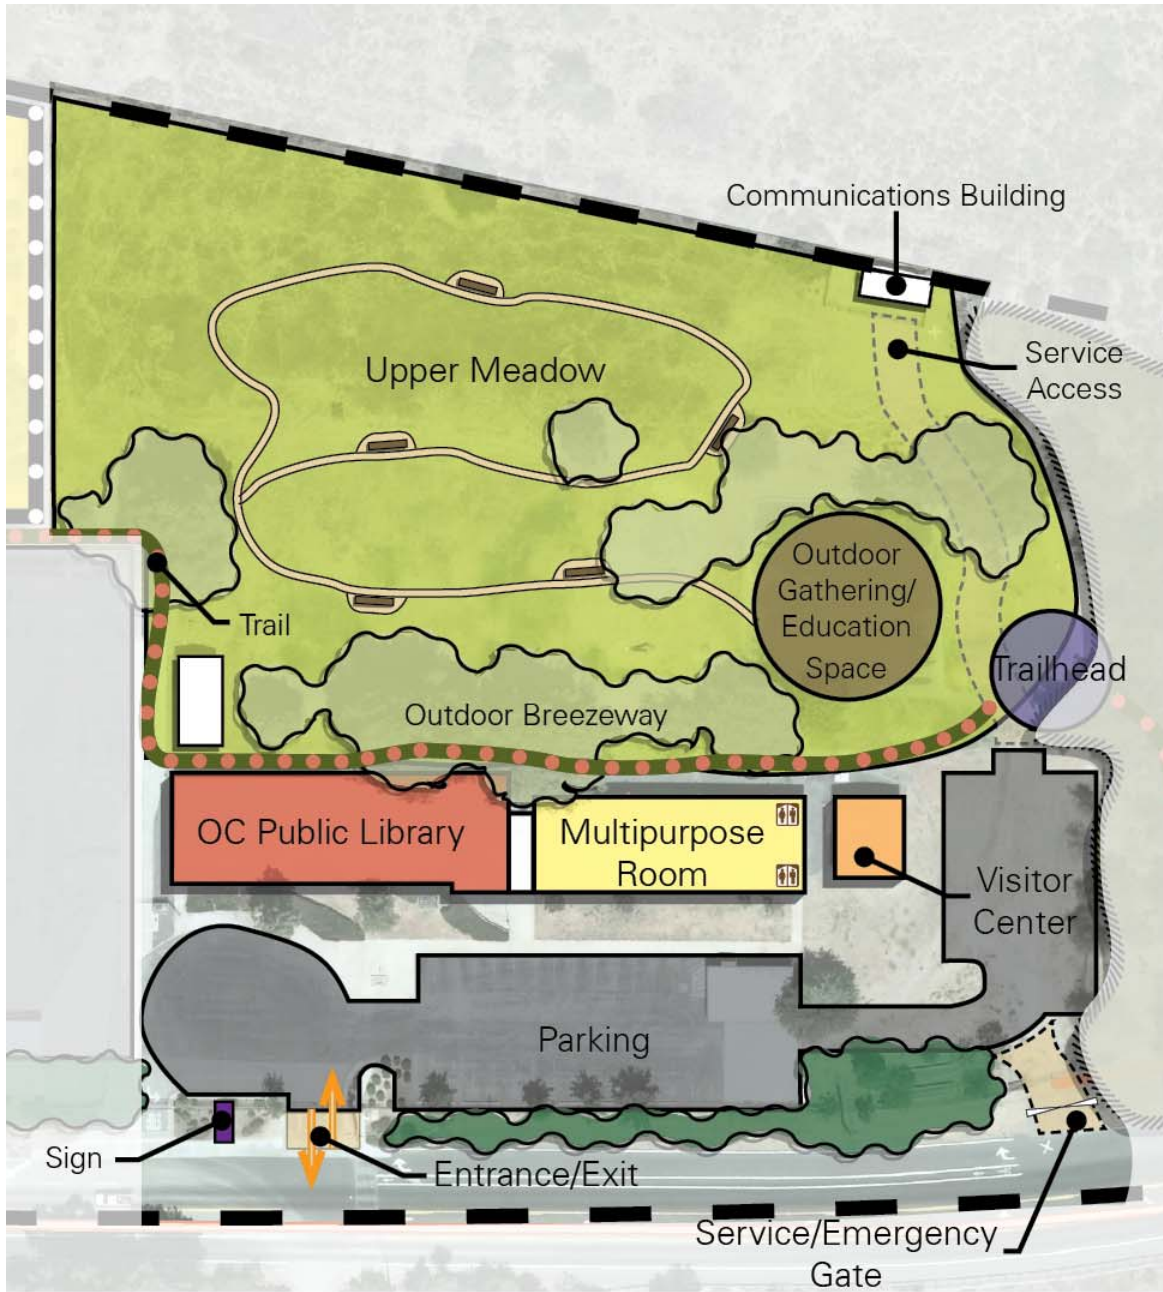 Communications Building
Service
Access
Upper Meadow
Outdoor
Gathering/
Education
Space
Trail
Trailhead
Outdoor Breezeway
OC Public Library
Multipurpose
Room
Visitor
Center
Parking
Sign
Entrance/Exit
Service/Emergency
Gate